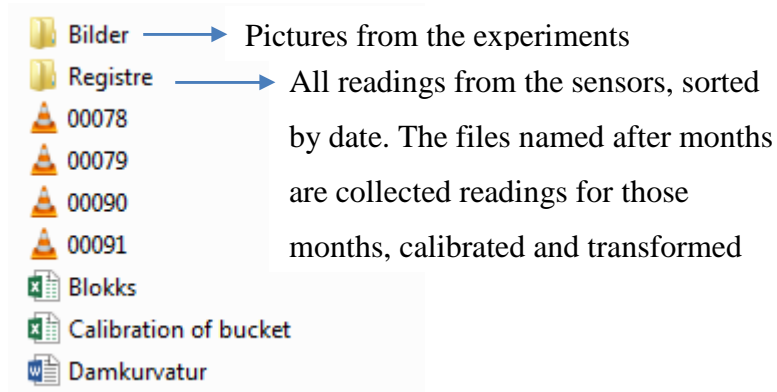 Bilder
Pictures from the experiments
Registre
All readings from the sensors, sorted
by date. The files named after months
are collected readings for those
months, calibrated and transformed
00078
00079
00090
00091
Blokks
Calibration of bucket
Damkurvatur